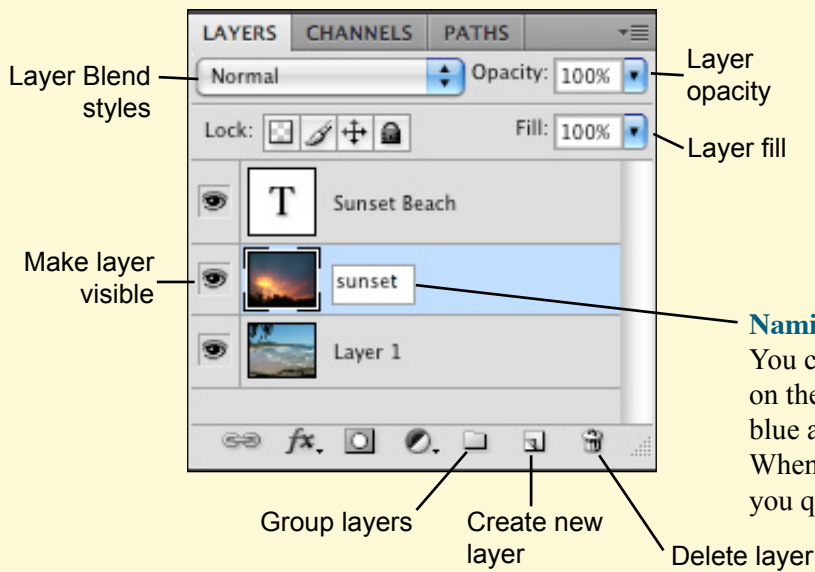 LAYERS CHANNELS PATHS
Layer Blend
styles
Normal
Opacity: 100%
Layer
opacity
Lock:
Fill: 100%
Layer fill
T
Sunset Beach
Make layer
visible
sunset
Layer 1
You c
on the
blue a
When
you q
fx.
Group layers
Create new
layer
Delete layer